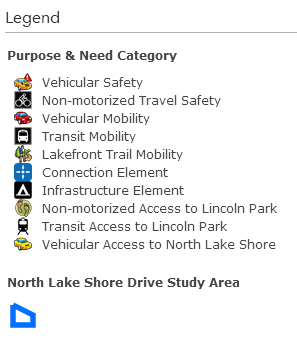 Legend
Purpose & Need Category
Vehicular Safety
Non-motorized Travel Safety
Vehicular Mobility
Transit Mobility
Lakefront Trail Mobility
Connection Element
Infrastructure Element
Non-motorized Access to Lincoln Park
Transit Access to Lincoln Park
Vehicular Access to North Lake Shore
North Lake Shore Drive Study Area